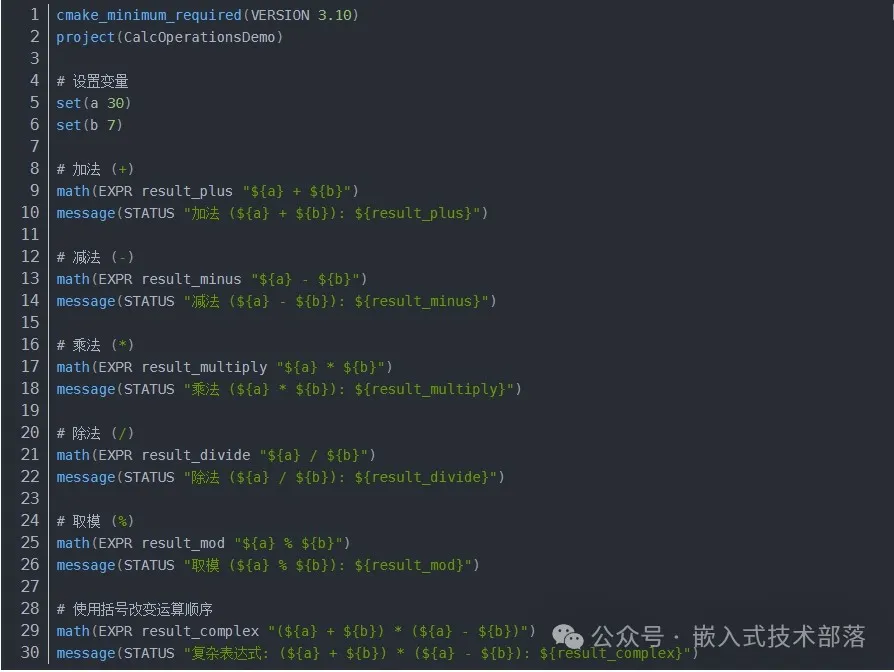 1 cmake_minimum_required(VERSION 3.10)
2 project(CalcOperationsDemo)
3
4 # 设置变量
5 set(a 30)
6 set(b 7)
7
8 # 加法 (+)
9 math(EXPR result_plus "${a} + ${b}")
10 message(STATUS "加法 (${a} + ${b}): ${result_plus}")
11
12 # 减法 (-)
13 math(EXPR result_minus "${a} - ${b}")
14 message(STATUS "减法 (${a} - ${b}): ${result_minus}")
15
16 # 乘法 (*)
17 math(EXPR result_multiply "${a} * ${b}")
18 message(STATUS "乘法 (${a} * ${b}): ${result_multiply}")
19
20 # 除法 (/)
21 math(EXPR result_divide "${a} / ${b}")
22 message(STATUS "除法 (${a} / ${b}): ${result_divide}")
23
24 # 取模 (%)
25 math(EXPR result_mod "${a} % ${b}")
26 message(STATUS "取模 (${a} % ${b}): ${result_mod}")
27
28 # 使用括号改变运算顺序
29 math(EXPR result_complex "(${a} + ${b}) * (${a} - ${b})")
公众号 · 嵌入式技术部落
30 message(STATUS "复杂表达式: (${a} + ${b}) * (${a} - ${b}): ${result_complex}")